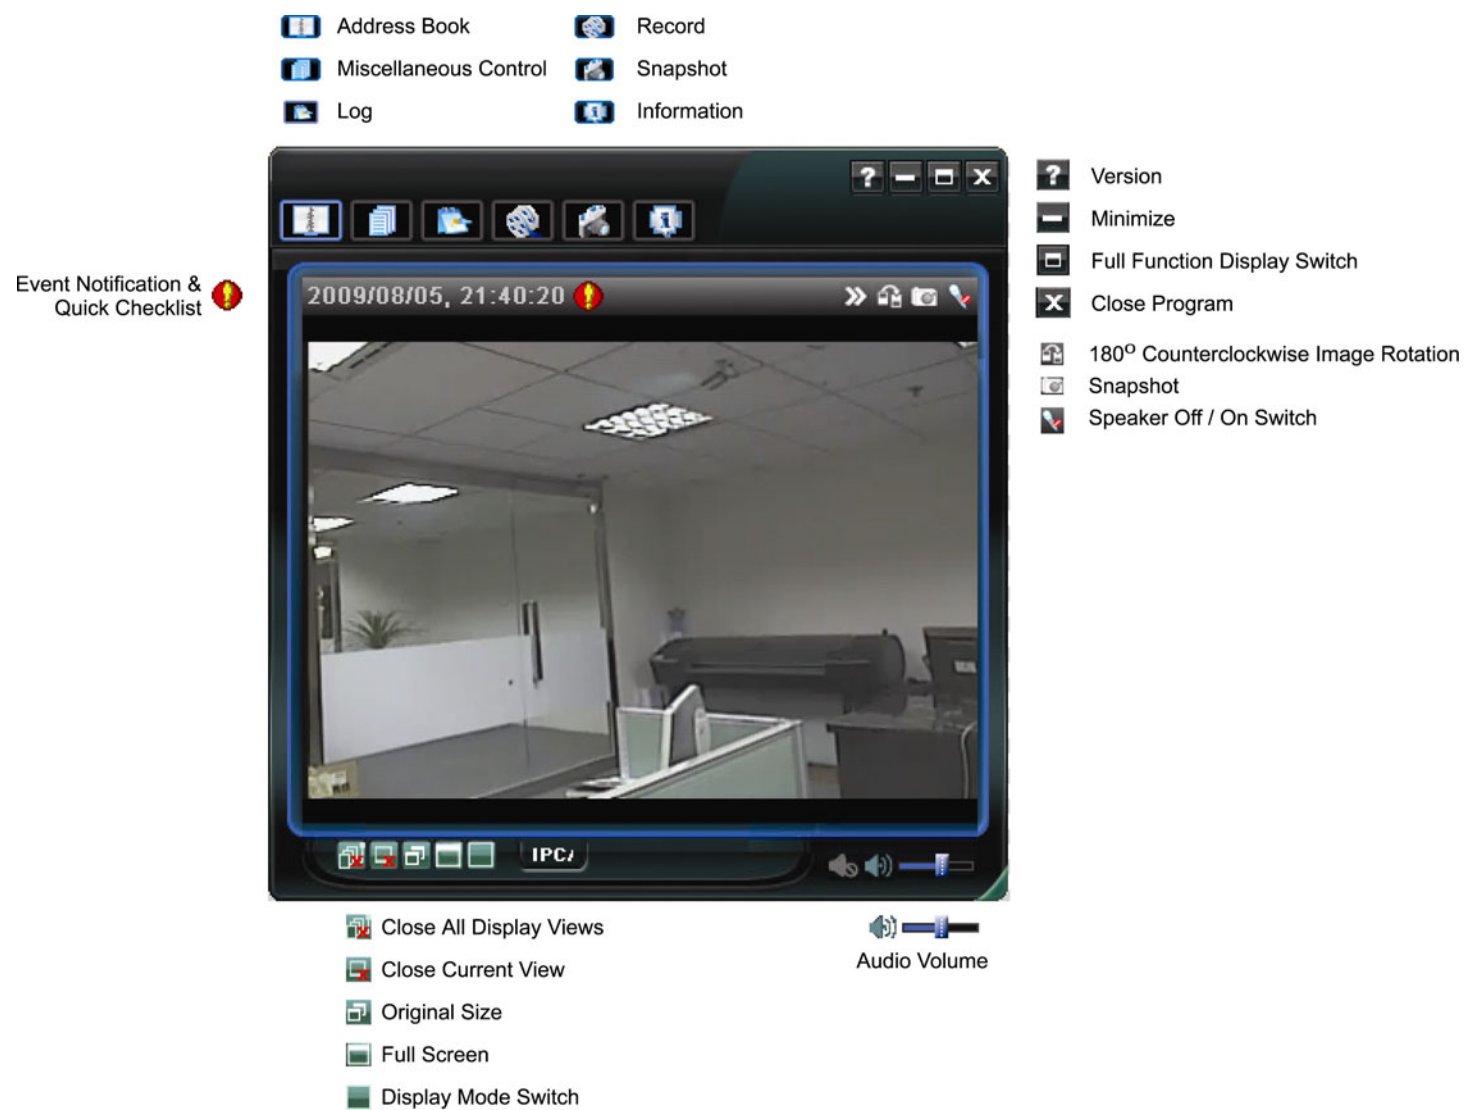 Address Book
Record
Miscellaneous Control
Snapshot
Log
Information
Version
Minimize
Full Function Display Switch
Close Program
180° Counterclockwise Image Rotation
Snapshot
Speaker Off / On Switch
Event Notification &
Quick Checklist
2009/08/05, 21:40:20
Close All Display Views
Close Current View
Original Size
Full Screen
Display Mode Switch
Audio Volume